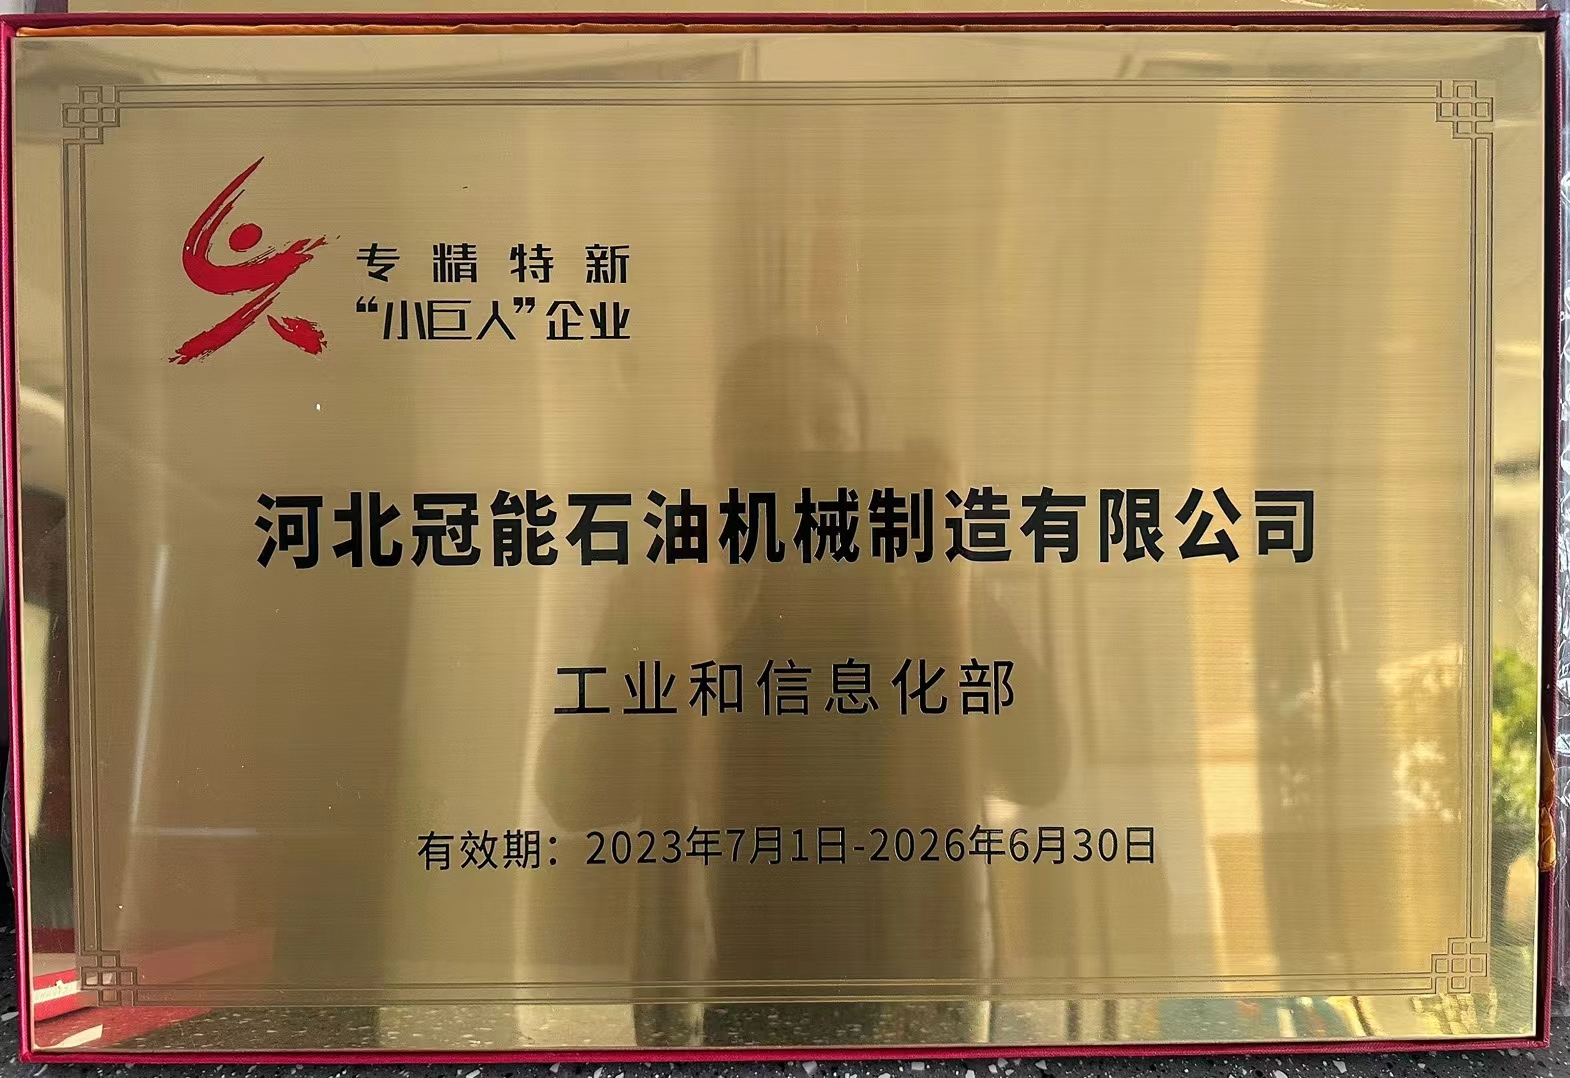 专精特新
“小巨人”企业
河北冠能石油机械制造有限公司
工业和信息化部
有效期：2023年7月1日-2026年6月30日